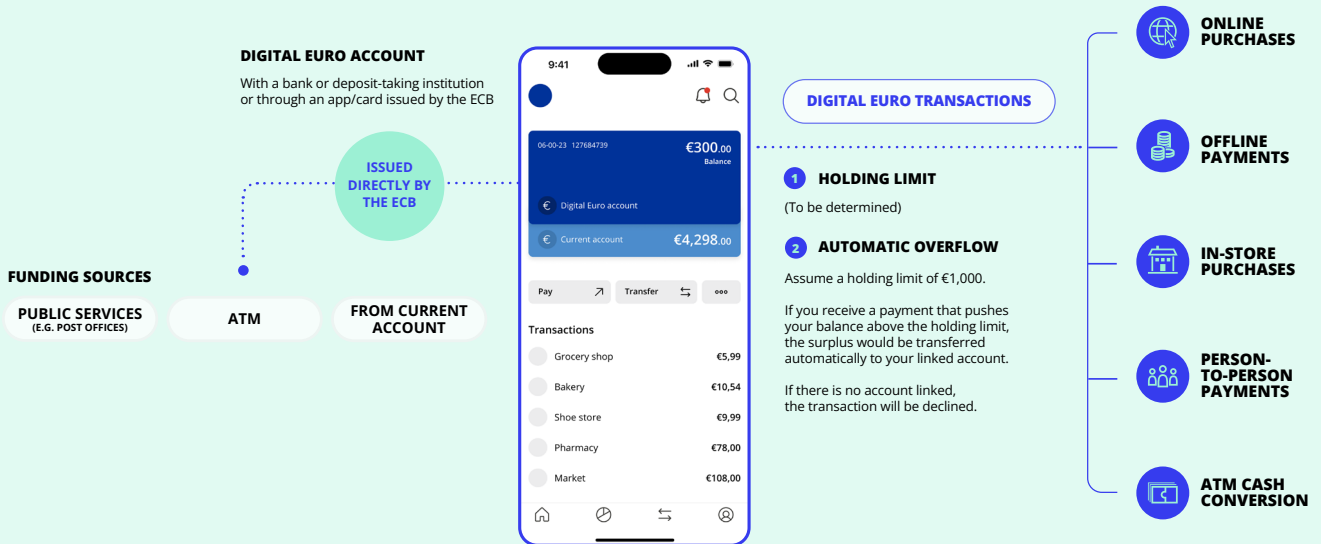 DIGITAL EURO ACCOUNT
With a bank or deposit-taking institution
or through an app/card issued by the ECB
ISSUED
DIRECTLY BY
THE ECB
FUNDING SOURCES
PUBLIC SERVICES
(E.G. POST OFFICES)
ATM
FROM CURRENT
ACCOUNT
9:41
06-00-23 127684739
€300.00
Balance
€ Digital Euro account
€ Current account €4,298.00
Pay
Transfer
Transactions
Grocery shop €5,99
Bakery €10,54
Shoe store €9,99
Pharmacy €78,00
Market €108,00
DIGITAL EURO TRANSACTIONS
1 HOLDING LIMIT
(To be determined)
2 AUTOMATIC OVERFLOW
Assume a holding limit of €1,000.
If you receive a payment that pushes
your balance above the holding limit,
the surplus would be transferred
automatically to your linked account.
If there is no account linked,
the transaction will be declined.
ONLINE
PURCHASES
OFFLINE
PAYMENTS
IN-STORE
PURCHASES
PERSON-
TO-PERSON
PAYMENTS
ATM CASH
CONVERSION